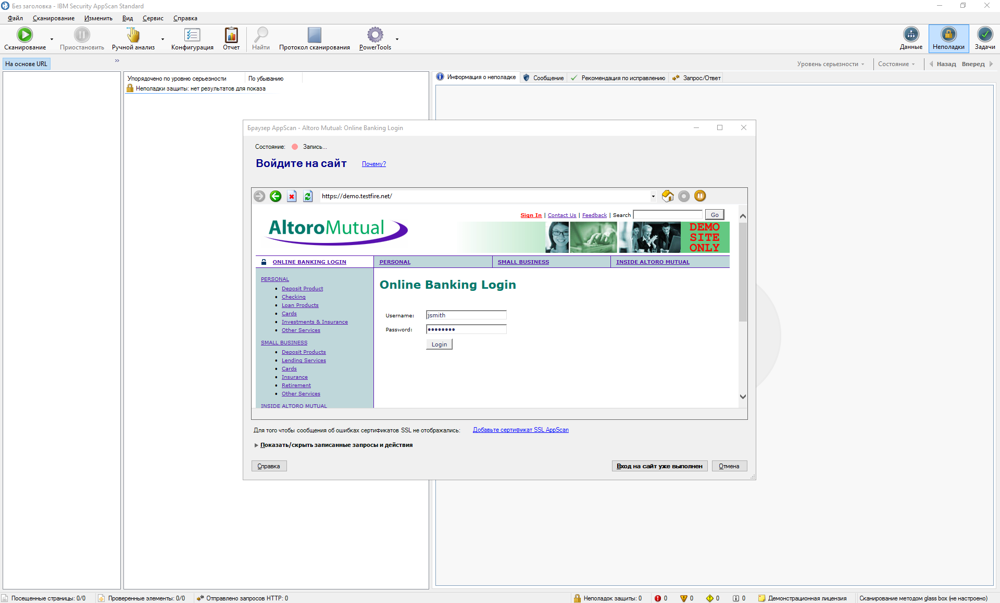 Без заголовка - IBM Security AppScan Standard
Файл Сканирование Изменить Вид Сервис Справка
Сканирование Приостановить Ручной анализ Конфигурация Отчет Найти Протокол сканирования PowerTools Данные Неполадки Задачи
На основе URL » Уровень серьезности Состояние Назад Вперед
Упорядочено по уровню серьезности По убыванию
Неполадки защиты: нет результатов для показа
Информация о неполадке Сообщение Рекомендация по исправлению Запрос/Ответ
Браузер AppScan - Altoro Mutual: Online Banking Login
Состояние: Запись...
Войдите на сайт Почему?
https://demo.testfire.net/
Sign In | Contact Us | Feedback | Search Go
AltoroMutual
DEMO
SITE
ONLY
ONLINE BANKING LOGIN PERSONAL SMALL BUSINESS INSIDE ALTORO MUTUAL
PERSONAL
Deposit Product
Checking
Loan Products
Cards
Investments & Insurance
Other Services
SMALL BUSINESS
Deposit Products
Lending Services
Cards
Insurance
Retirement
Other Services
INSIDE ALTORO MUTUAL
Online Banking Login
Username: jsmith
Password: ••••••••
Login
Для того чтобы сообщения об ошибках сертификатов SSL не отображались: Добавьте сертификат SSL AppScan
Показать/скрыть записанные запросы и действия
Справка Вход на сайт уже выполнен Отмена
Посещенные страницы: 0/0 Проверенные элементы: 0/0 Отправлено запросов HTTP: 0 Неполадок защиты: 0 0 0 0 0 Демонстрационная лицензия Сканирование методом glass box (не настроено)